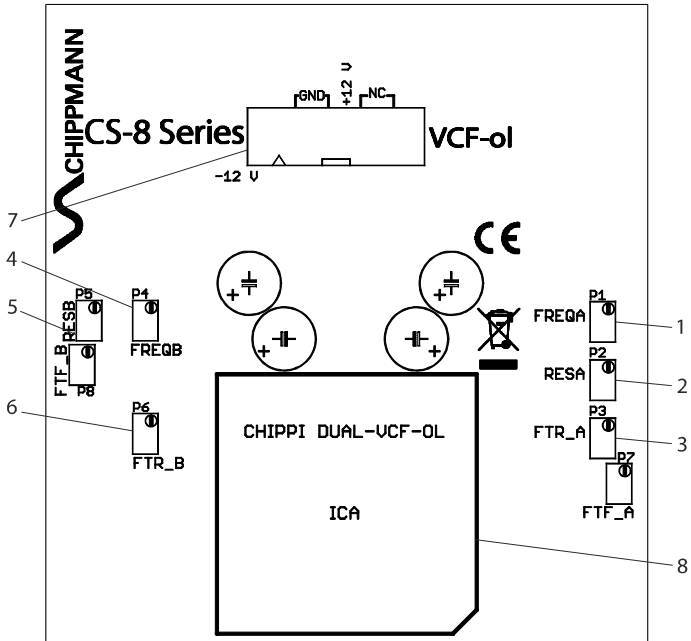 CHIPPMANN
CS-8 Series
VCF-ol
GND
+12 V
NC
-12 V
7
4
5
6
P5
RESB
P4
FREQB
FTF_B
P8
P6
FTR_B
CE
P1
FREQA
1
P2
RESA
2
P3
FTR_A
3
P7
FTF_A
8
+
+
+
+
CHIPPI DUAL-VCF-OL
ICA